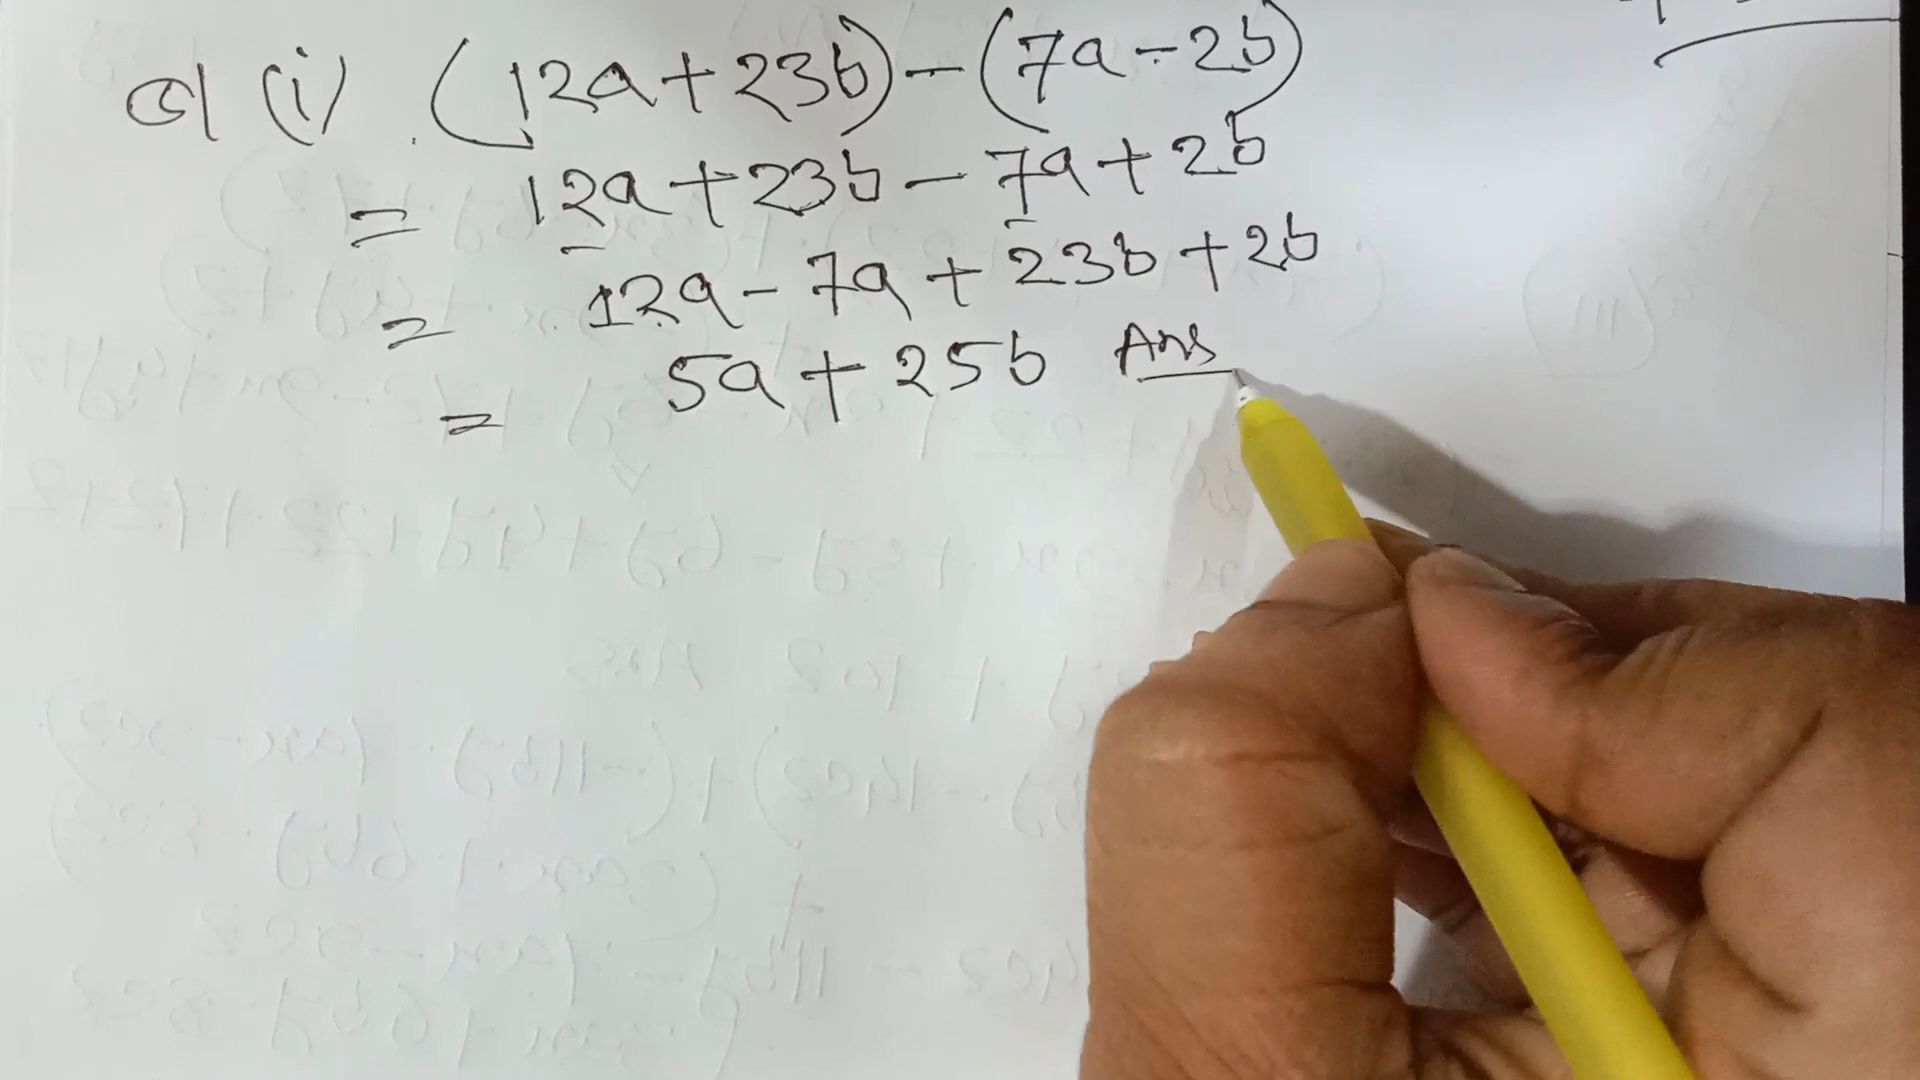 (i) (12a+23b)-(7a-2b)
= 12a+23b-7a+2b
= 12a-7a+23b+2b
= 5a+25b Ans